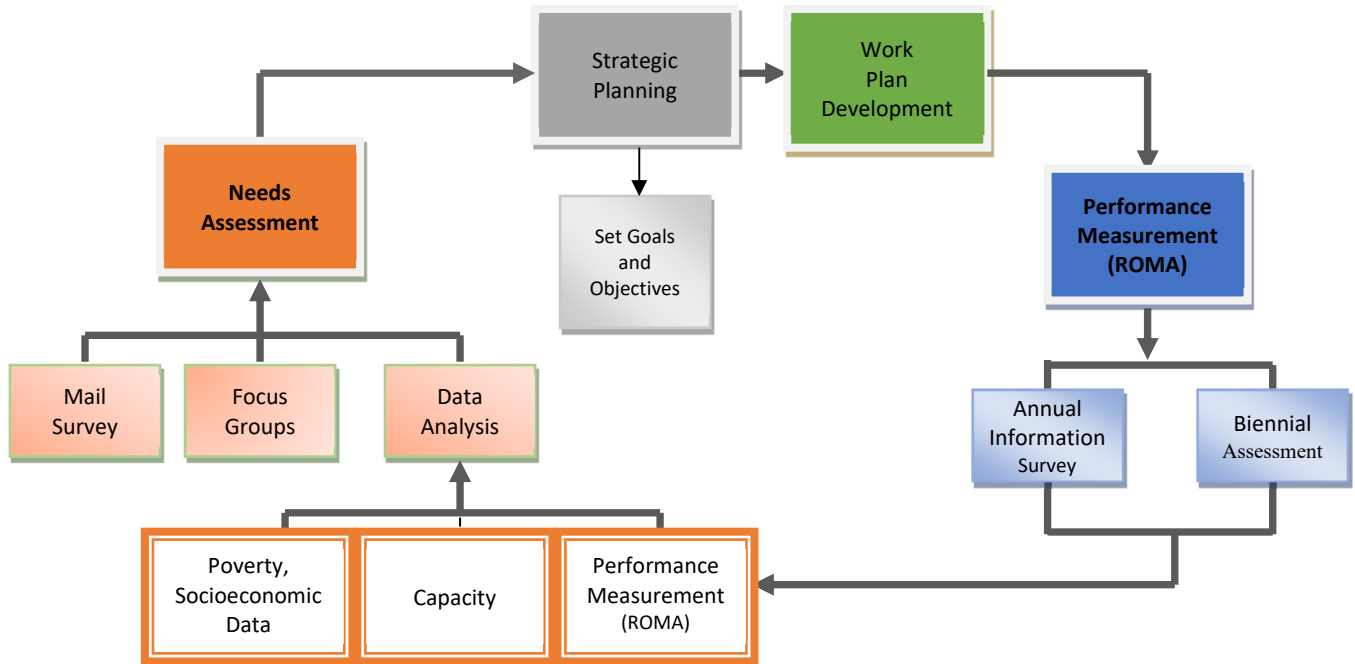 Strategic
Planning
Work
Plan
Development
Needs
Assessment
Set Goals
and
Objectives
Performance
Measurement
(ROMA)
Mail
Survey
Focus
Groups
Data
Analysis
Annual
Information
Survey
Biennial
Assessment
Poverty,
Socioeconomic
Data
Capacity
Performance
Measurement
(ROMA)